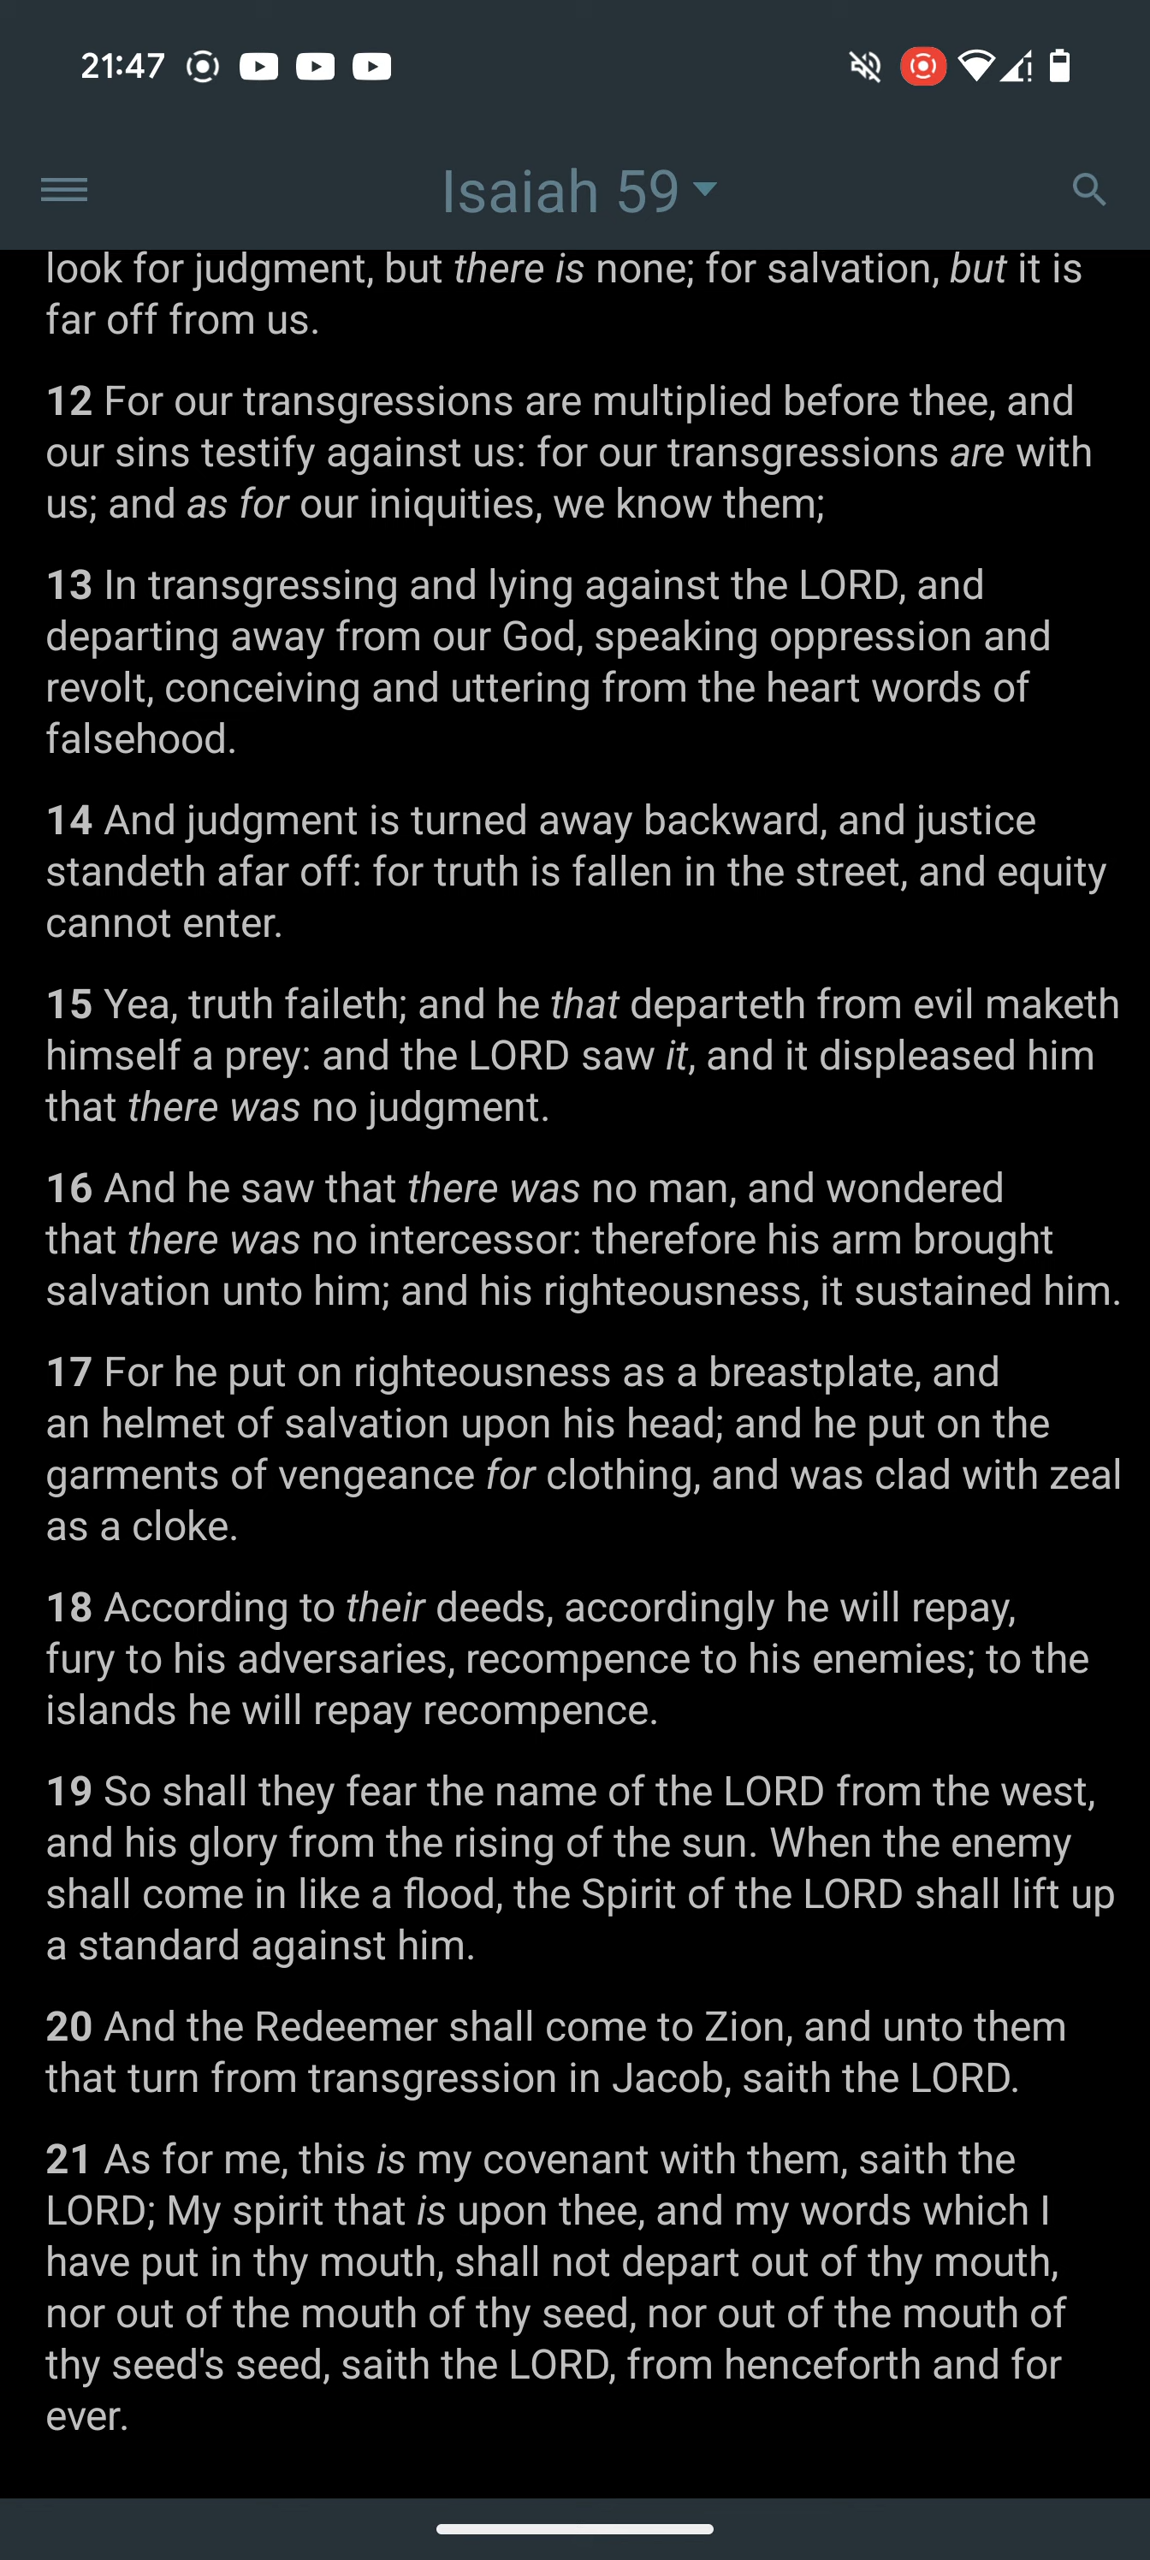 21:47
Isaiah 59
look for judgment, but there is none; for salvation, but it is
far off from us.
12 For our transgressions are multiplied before thee, and
our sins testify against us: for our transgressions are with
us; and as for our iniquities, we know them;
13 In transgressing and lying against the LORD, and
departing away from our God, speaking oppression and
revolt, conceiving and uttering from the heart words of
falsehood.
14 And judgment is turned away backward, and justice
standeth afar off: for truth is fallen in the street, and equity
cannot enter.
15 Yea, truth faileth; and he that departeth from evil maketh
himself a prey: and the LORD saw it, and it displeased him
that there was no judgment.
16 And he saw that there was no man, and wondered
that there was no intercessor: therefore his arm brought
salvation unto him; and his righteousness, it sustained him.
17 For he put on righteousness as a breastplate, and
an helmet of salvation upon his head; and he put on the
garments of vengeance for clothing, and was clad with zeal
as a cloke.
18 According to their deeds, accordingly he will repay,
fury to his adversaries, recompence to his enemies; to the
islands he will repay recompence.
19 So shall they fear the name of the LORD from the west,
and his glory from the rising of the sun. When the enemy
shall come in like a flood, the Spirit of the LORD shall lift up
a standard against him.
20 And the Redeemer shall come to Zion, and unto them
that turn from transgression in Jacob, saith the LORD.
21 As for me, this is my covenant with them, saith the
LORD; My spirit that is upon thee, and my words which I
have put in thy mouth, shall not depart out of thy mouth,
nor out of the mouth of thy seed, nor out of the mouth of
thy seed's seed, saith the LORD, from henceforth and for
ever.